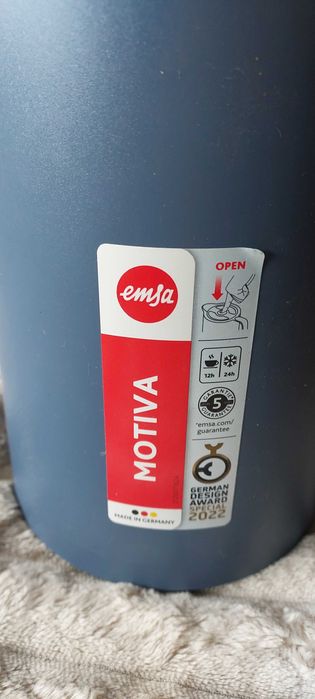 emsa
MOTIVA
MADE IN GERMANY
OPEN
12h
24h
GARANTIE
5
GUARANTEE
*emsa.com/
guarantee
GERMAN
DESIGN
AWARD
SPECIAL
2022